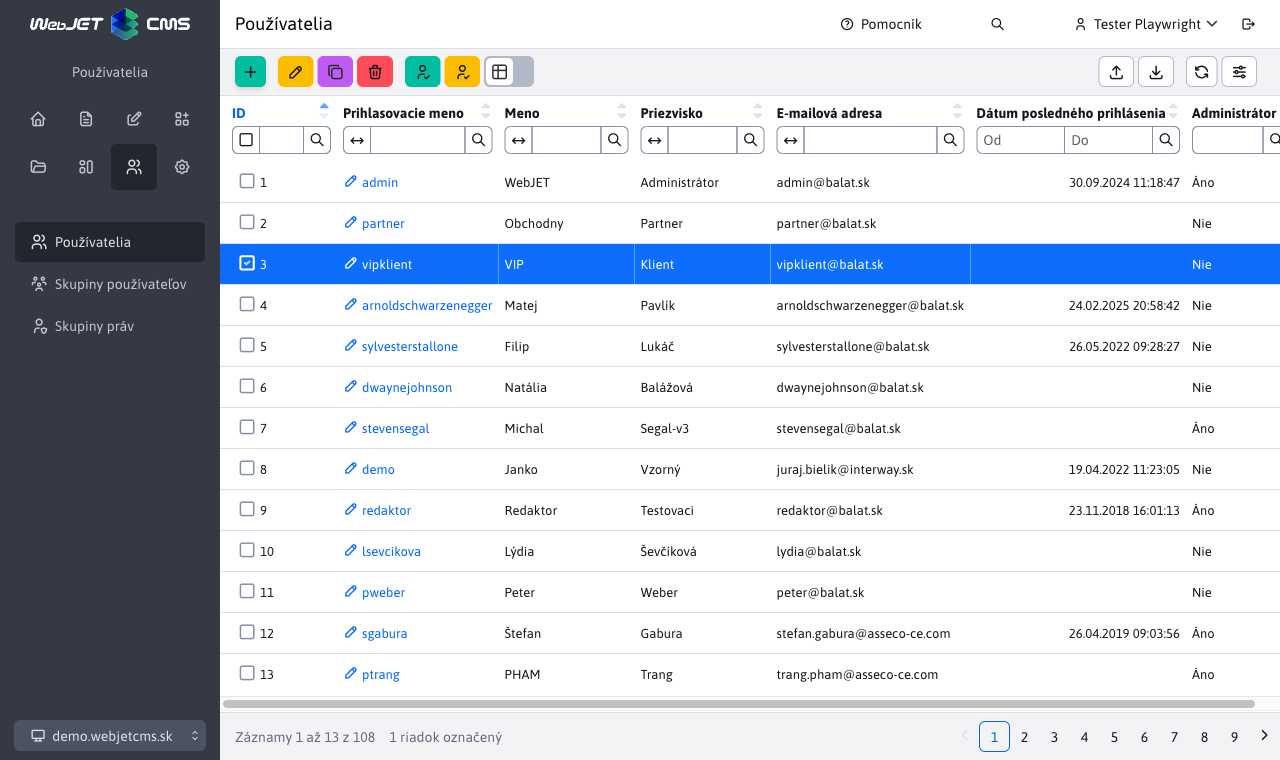 WebJET CMS
Používatelia
Používatelia
Skupiny používateľov
Skupiny práv
demo.webjetcms.sk
Používatelia
Pomocník
Tester Playwright
ID Prihlasovacie meno Meno Priezvisko E-mailová adresa Dátum posledného prihlásenia Administrátor
Od Do
1 admin WebJET Administrátor admin@balat.sk 30.09.2024 11:18:47 Áno
2 partner Obchodny Partner partner@balat.sk Nie
3 vipklient VIP Klient vipklient@balat.sk Nie
4 arnoldschwarzenegger Matej Pavlík arnoldschwarzenegger@balat.sk 24.02.2025 20:58:42 Nie
5 sylvesterstallone Filip Lukáč sylvesterstallone@balat.sk 26.05.2022 09:28:27 Nie
6 dwaynejohnson Natália Balážová dwaynejohnson@balat.sk Nie
7 stevensegal Michal Segal-v3 stevensegal@balat.sk Áno
8 demo Janko Vzorný juraj.bielik@interway.sk 19.04.2022 11:23:05 Nie
9 redaktor Redaktor Testovaci redaktor@balat.sk 23.11.2018 16:01:13 Áno
10 lsevcikova Lýdia Ševčíková lydia@balat.sk Nie
11 pweber Peter Weber peter@balat.sk Nie
12 sgabura Štefan Gabura stefan.gabura@asseco-ce.com 26.04.2019 09:03:56 Áno
13 ptrang PHAM Trang trang.pham@asseco-ce.com Áno
Záznamy 1 až 13 z 108 1 riadok označený
1 2 3 4 5 6 7 8 9